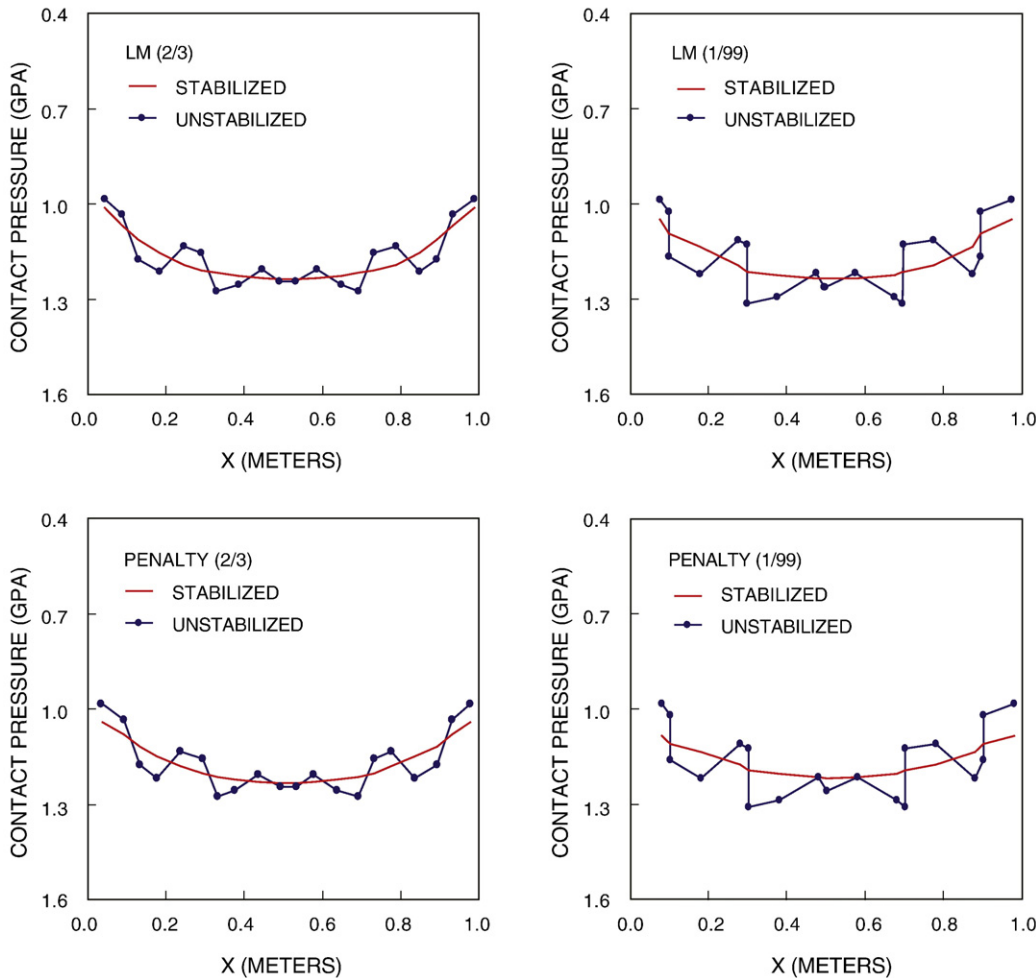 0.4
0.7
1.0
1.3
1.6
CONTACT PRESSURE (GPA)
LM (2/3)
STABILIZED
UNSTABILIZED
0.0 0.2 0.4 0.6 0.8 1.0
X (METERS)
0.4
0.7
1.0
1.3
1.6
CONTACT PRESSURE (GPA)
LM (1/99)
STABILIZED
UNSTABILIZED
0.0 0.2 0.4 0.6 0.8 1.0
X (METERS)
0.4
0.7
1.0
1.3
1.6
CONTACT PRESSURE (GPA)
PENALTY (2/3)
STABILIZED
UNSTABILIZED
0.0 0.2 0.4 0.6 0.8 1.0
X (METERS)
0.4
0.7
1.0
1.3
1.6
CONTACT PRESSURE (GPA)
PENALTY (1/99)
STABILIZED
UNSTABILIZED
0.0 0.2 0.4 0.6 0.8 1.0
X (METERS)